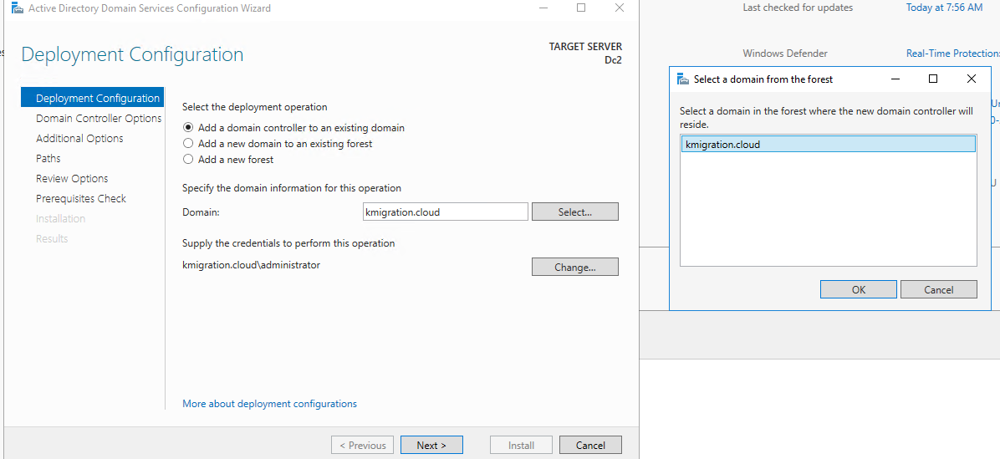 Active Directory Domain Services Configuration Wizard
Deployment Configuration
TARGET SERVER
Dc2
Deployment Configuration
Domain Controller Options
Additional Options
Paths
Review Options
Prerequisites Check
Installation
Results
Select the deployment operation
Add a domain controller to an existing domain
Add a new domain to an existing forest
Add a new forest
Specify the domain information for this operation
Domain:
kmigration.cloud
Select...
Supply the credentials to perform this operation
kmigration.cloud\administrator
Change...
More about deployment configurations
< Previous
Next >
Install
Cancel
Last checked for updates
Today at 7:56 AM
Windows Defender
Real-Time Protection:
Select a domain from the forest
Select a domain in the forest where the new domain controller will
reside.
kmigration.cloud
OK
Cancel